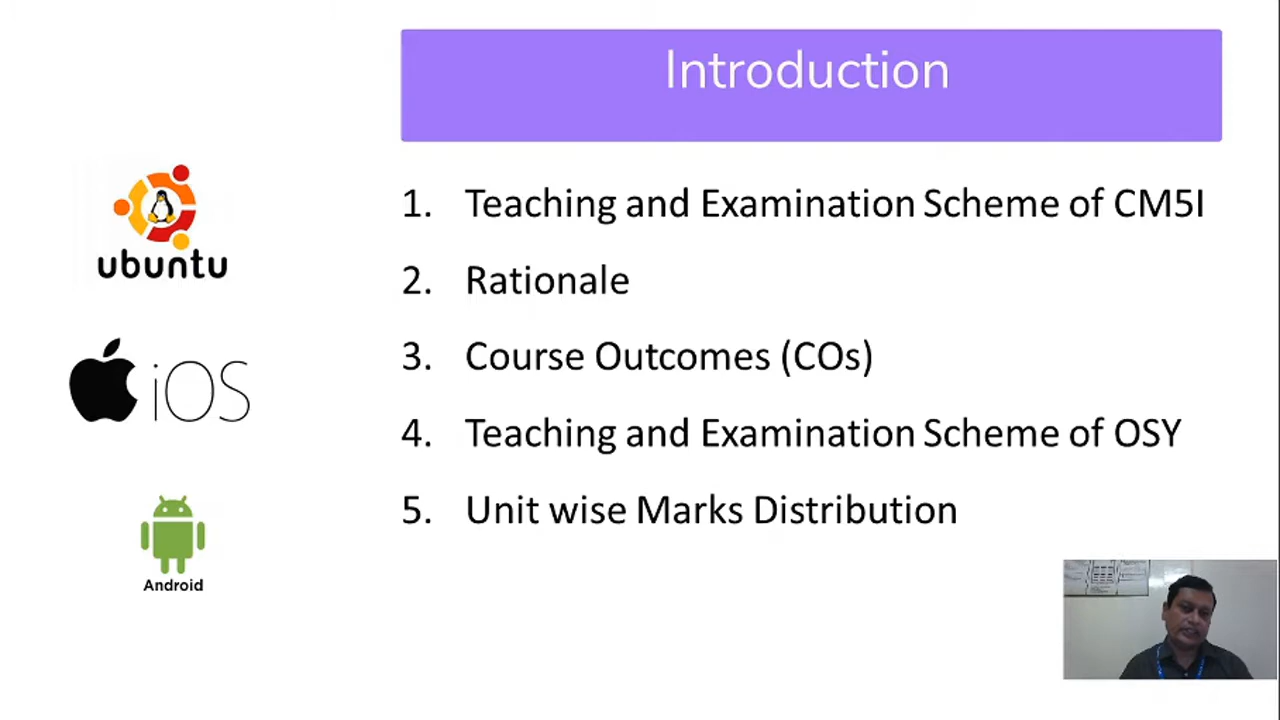 Introduction
1. Teaching and Examination Scheme of CM5I
2. Rationale
3. Course Outcomes (COs)
4. Teaching and Examination Scheme of OSY
5. Unit wise Marks Distribution
ubuntu
iOS
Android